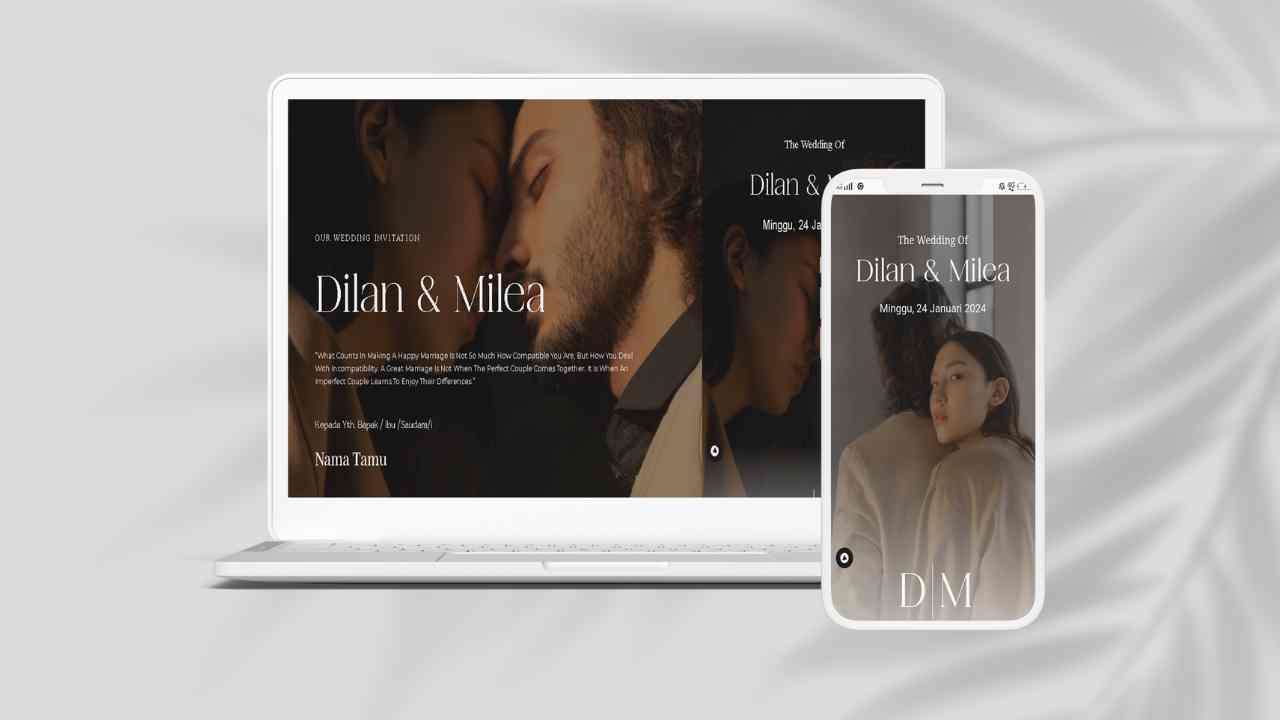 OUR WEDDING INVITATION
Dilan & Milea
"What Counts In Making A Happy Marriage Is Not So Much How Compatible You Are, But How You Deal
With Incompatibility. A Great Marriage Is Not When The Perfect Couple Comes Together. It Is When An
Imperfect Couple Learns To Enjoy Their Differences."
Kepada Yth. Bapak / Ibu /Saudara/i
Nama Tamu
The Wedding Of
Dilan &
Minggu, 24 Ja
The Wedding Of
Dilan & Milea
Minggu, 24 Januari 2024
D|M